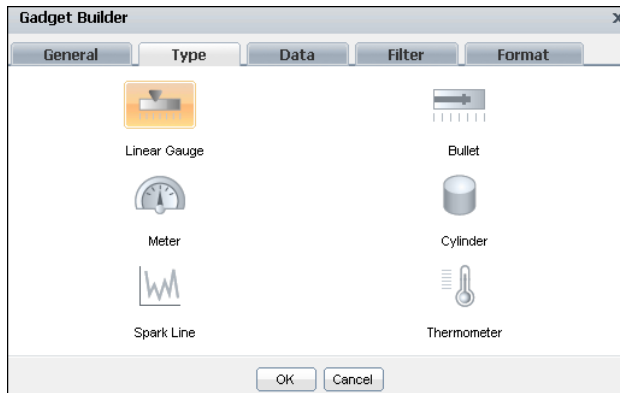 Gadget Builder x
General Type Data Filter Format
Linear Gauge Bullet
Meter Cylinder
Spark Line Thermometer
OK Cancel